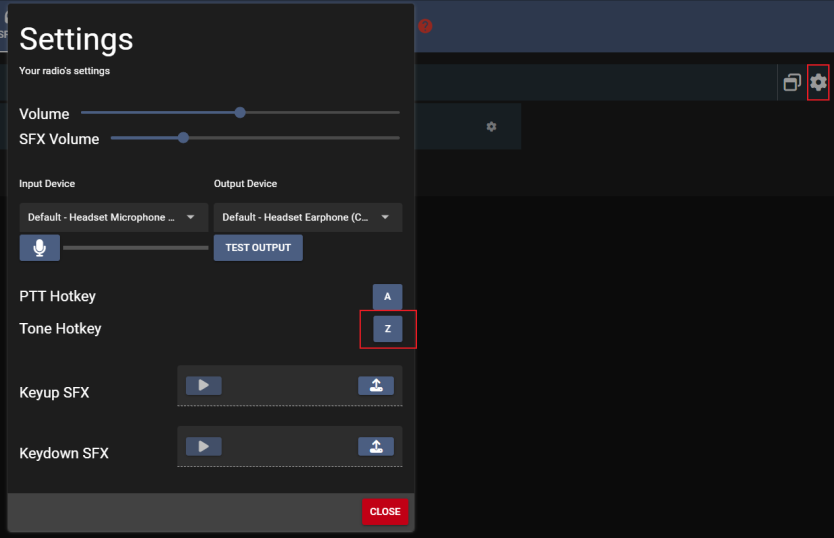 Settings
Your radio's settings
Volume
SFX Volume
Input Device Output Device
Default - Headset Microphone ... Default - Headset Earphone (C...
TEST OUTPUT
PTT Hotkey A
Tone Hotkey Z
Keyup SFX
Keydown SFX
CLOSE